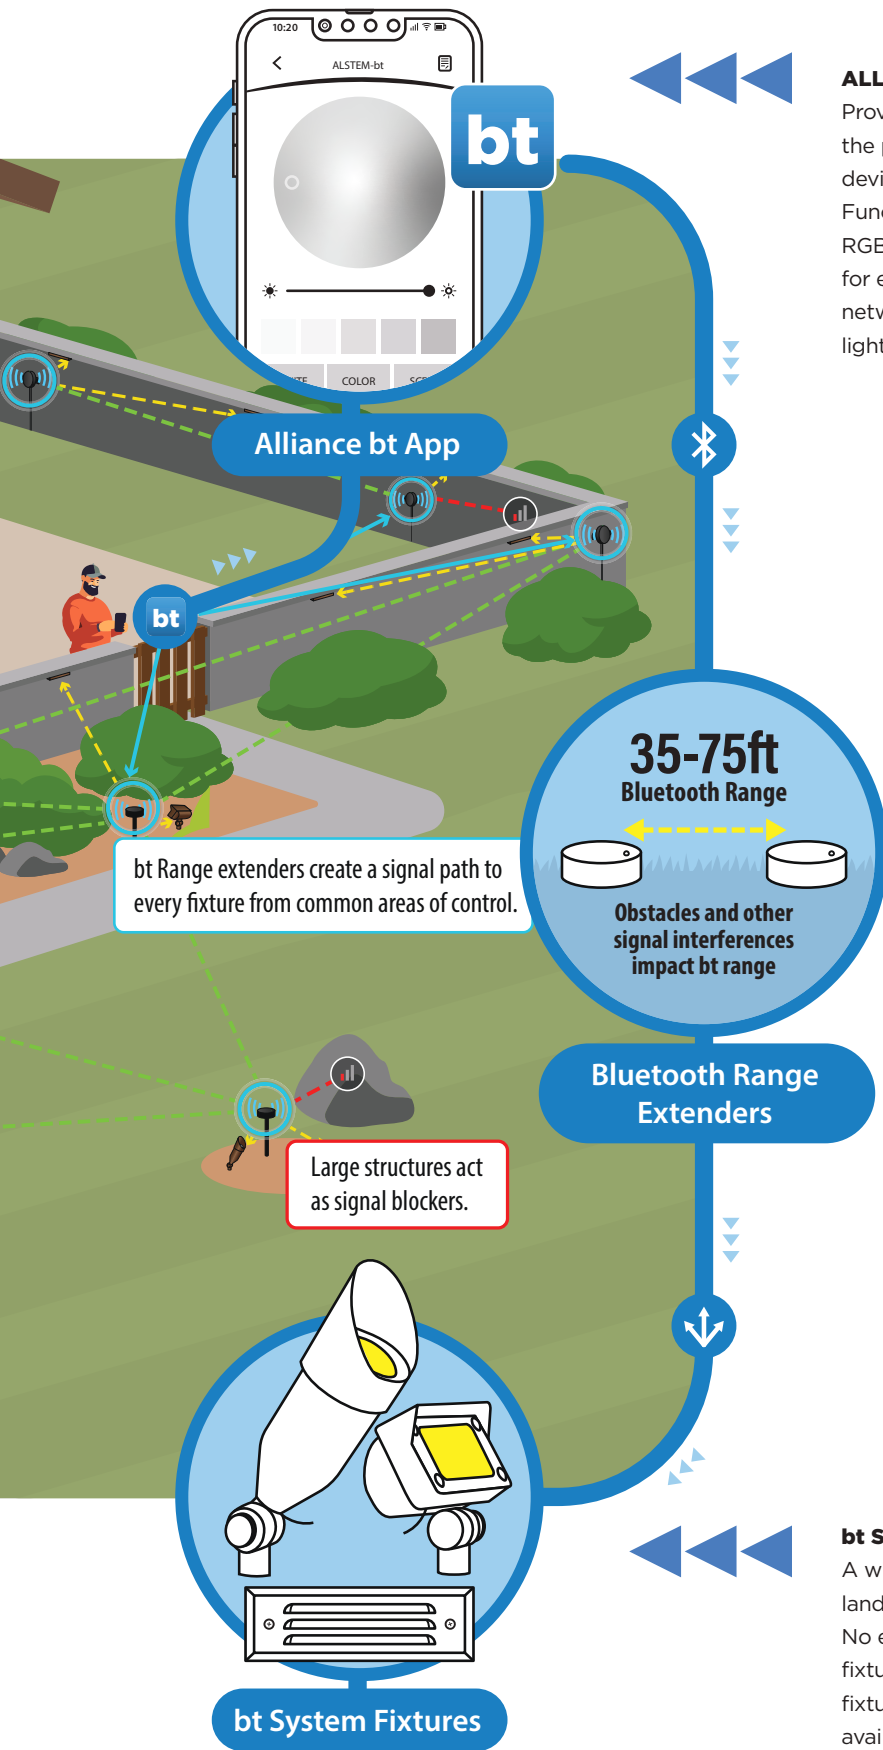 10:20
ALSTEM-bt
bt
COLOR
Alliance bt App
bt
35-75ft
Bluetooth Range
Obstacles and other
signal interferences
impact bt range
bt Range extenders create a signal path to
every fixture from common areas of control.
Bluetooth Range
Extenders
Large structures act
as signal blockers.
bt System Fixtures
ALL
Prov
the
devi
Fun
RGB
for e
netw
light
bt S
A w
land
No e
fixtu
fixtu
avai